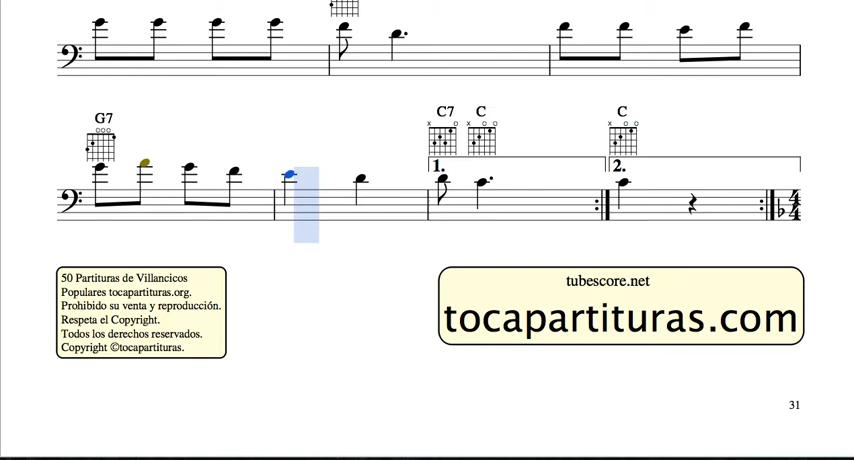 G7
C7 C
C
1.
2.
50 Partituras de Villancicos
Populares tocapartituras.org.
Prohibido su venta y reproducción.
Respeta el Copyright.
Todos los derechos reservados.
Copyright ©tocapartituras.
tubescore.net
tocapartituras.com
31